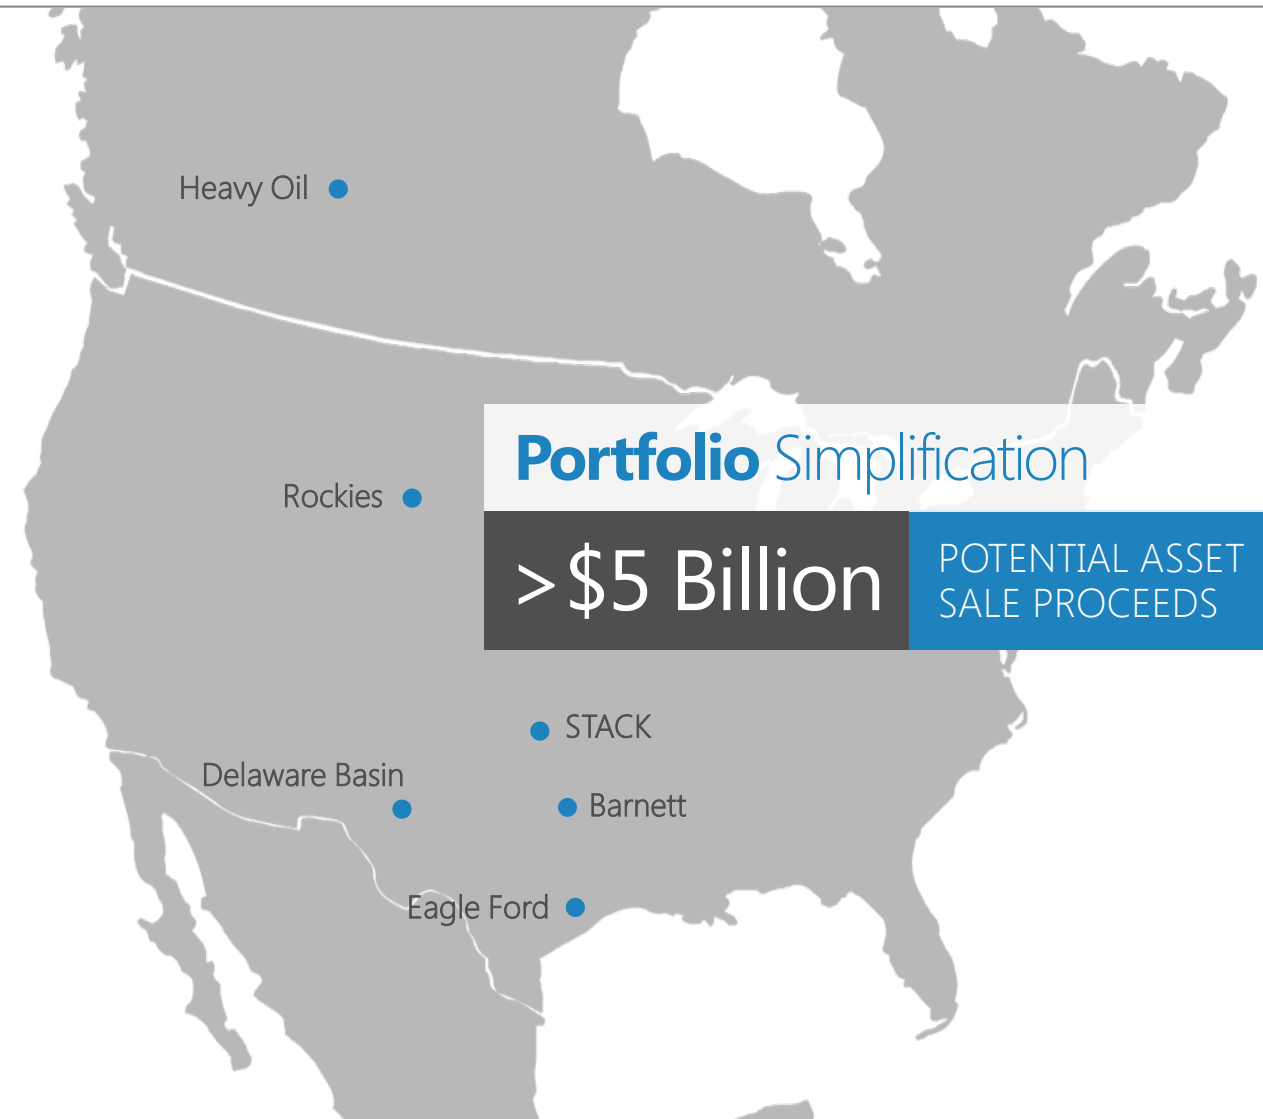 Heavy Oil
Portfolio Simplification
Rockies
>$5 Billion
POTENTIAL ASSET
SALE PROCEEDS
STACK
Delaware Basin
Barnett
Eagle Ford